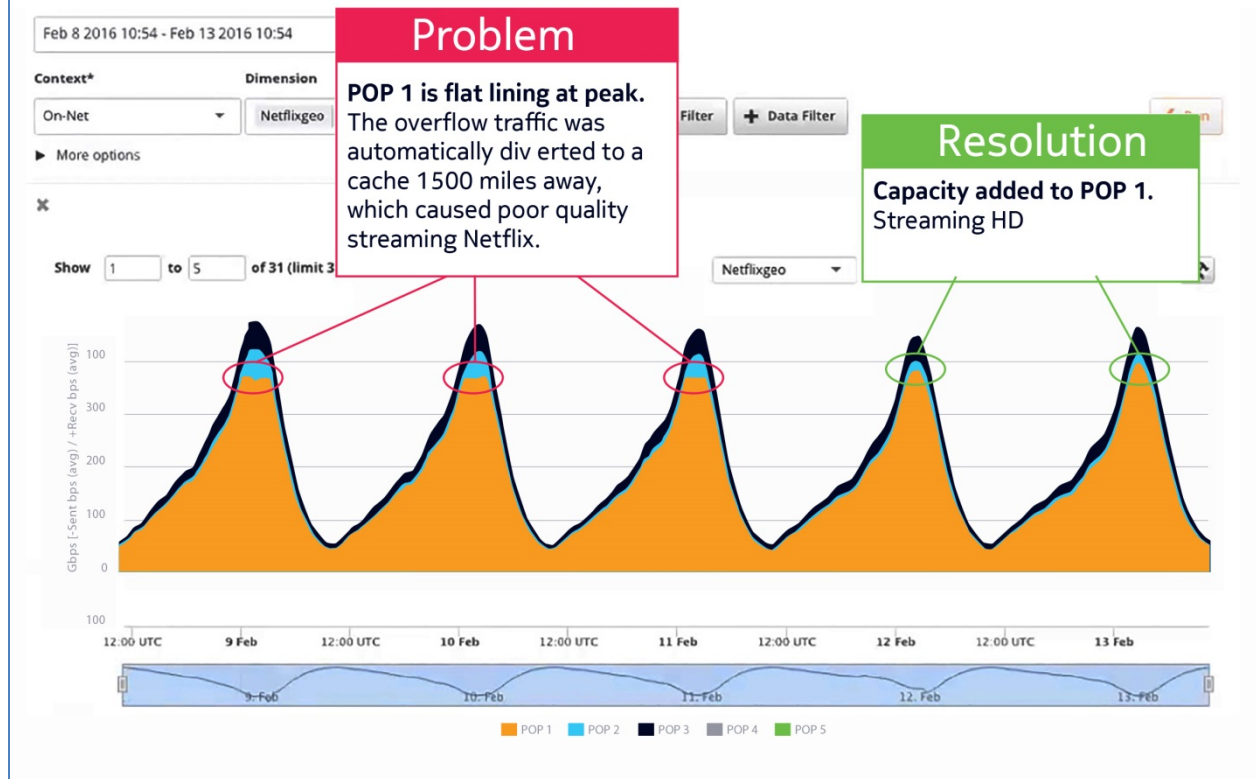 Feb 8 2016 10:54 - Feb 13 2016 10:54
Problem
Context*
Dimension
POP 1 is flat lining at peak.
The overflow traffic was
automatically div erted to a
cache 1500 miles away,
which caused poor quality
streaming Netflix.
On-Net
Netflixgeo
Filter
+ Data Filter
More options
Resolution
Capacity added to POP 1.
Streaming HD
Show 1 to 5 of 31 (limit 3
Netflixgeo
Gbps [-Sent bps (avg) / +Recv bps (avg)]
100
300
200
100
0
100
12:00 UTC 9 Feb 12:00 UTC 10 Feb 12:00 UTC 11 Feb 12:00 UTC 12 Feb 12:00 UTC 13 Feb
9. Feb 10. Feb 11. Feb 12. Feb 13. Feb
POP 1 POP 2 POP 3 POP 4 POP 5